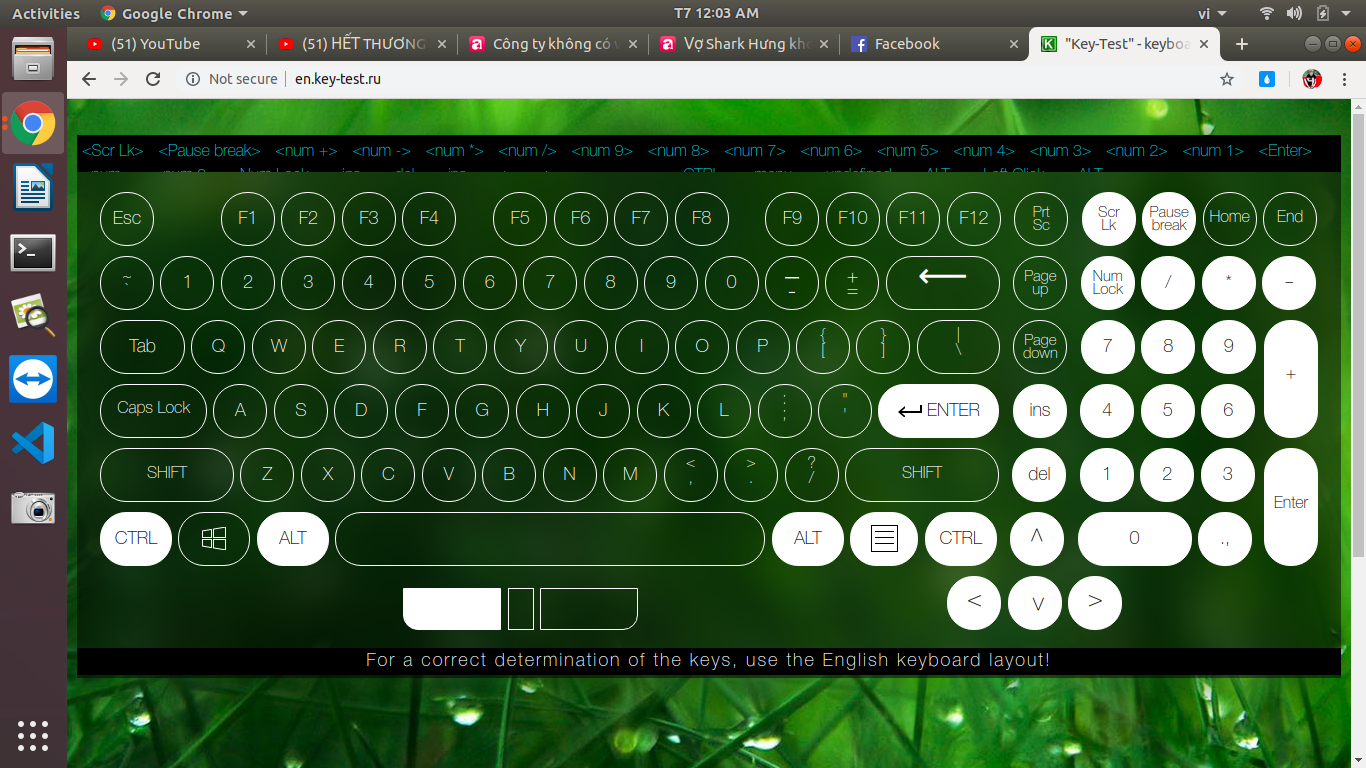 Activities Google Chrome T7 12:03 AM vi
(51) YouTube (51) HẾT THƯƠNG Công ty không có Vợ Shark Hưng Facebook "Key-Test" - keyboa
Not secure en.key-test.ru
<Scr Lk> <Pause break> <num +> <num -> <num *> <num /> <num 9> <num 8> <num 7> <num 6> <num 5> <num 4> <num 3> <num 2> <num 1> <Enter>
Esc F1 F2 F3 F4 F5 F6 F7 F8 F9 F10 F11 F12 Prt Sc Scr Lk Pause break Home End
~ ` 1 2 3 4 5 6 7 8 9 0 — - + = ← Page up Num Lock / * -
Tab Q W E R T Y U I O P { [ } ] | \ Page down 7 8 9 +
Caps Lock A S D F G H J K L : ; " ' ENTER ins 4 5 6
SHIFT Z X C V B N M < , > . ? / SHIFT del 1 2 3 Enter
CTRL ALT ALT CTRL ^ 0 .,
< v >
For a correct determination of the keys, use the English keyboard layout!